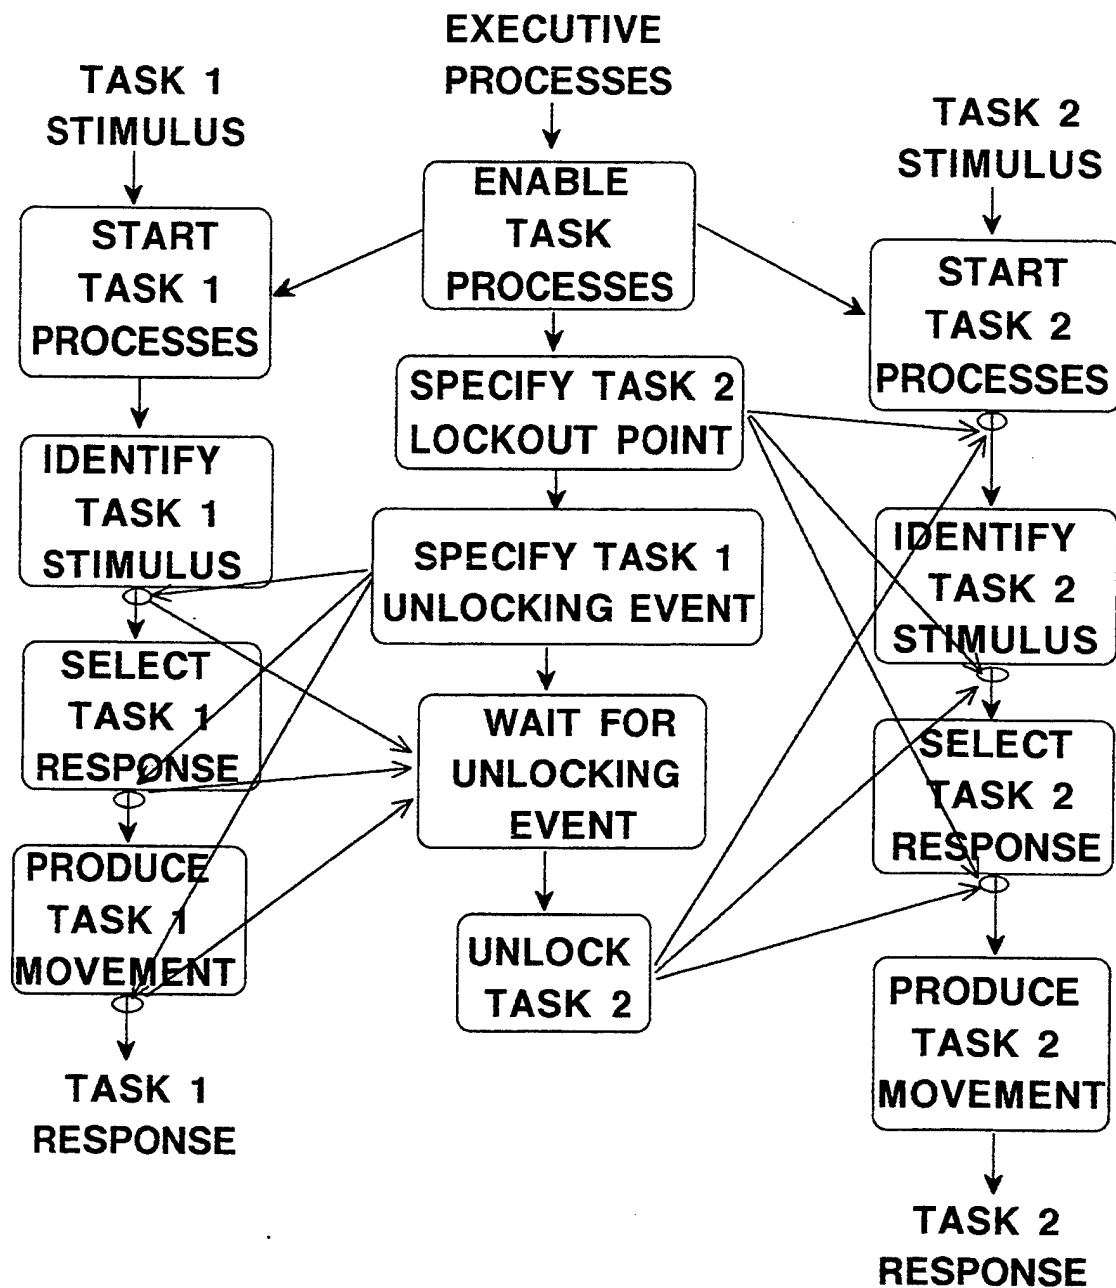 EXECUTIVE
PROCESSES
TASK 1
STIMULUS
TASK 2
STIMULUS
ENABLE
TASK
PROCESSES
START
TASK 1
PROCESSES
START
TASK 2
PROCESSES
SPECIFY TASK 2
LOCKOUT POINT
IDENTIFY
TASK 1
STIMULUS
SPECIFY TASK 1
UNLOCKING EVENT
IDENTIFY
TASK 2
STIMULUS
SELECT
TASK 1
RESPONSE
WAIT FOR
UNLOCKING
EVENT
SELECT
TASK 2
RESPONSE
PRODUCE
TASK 1
MOVEMENT
UNLOCK
TASK 2
PRODUCE
TASK 2
MOVEMENT
TASK 1
RESPONSE
TASK 2
RESPONSE